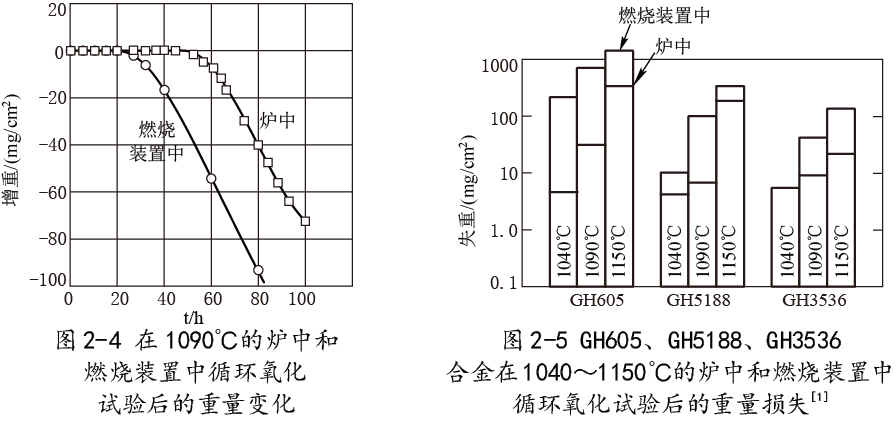 20
0
-20
-40
-60
-80
-100
增重/(mg/cm²)
燃烧
装置中
炉中
0 20 40 60 80 100
t/h
图2-4 在1090℃的炉中和
燃烧装置中循环氧化
试验后的重量变化
燃烧装置中
炉中
1000
100
10
1.0
0.1
失重/(mg/cm²)
1040℃ 1090℃ 1150℃ 1040℃ 1090℃ 1150℃ 1040℃ 1090℃ 1150℃
GH605 GH5188 GH3536
图2-5 GH605、GH5188、GH3536
合金在1040～1150℃的炉中和燃烧装置中
循环氧化试验后的重量损失[1]